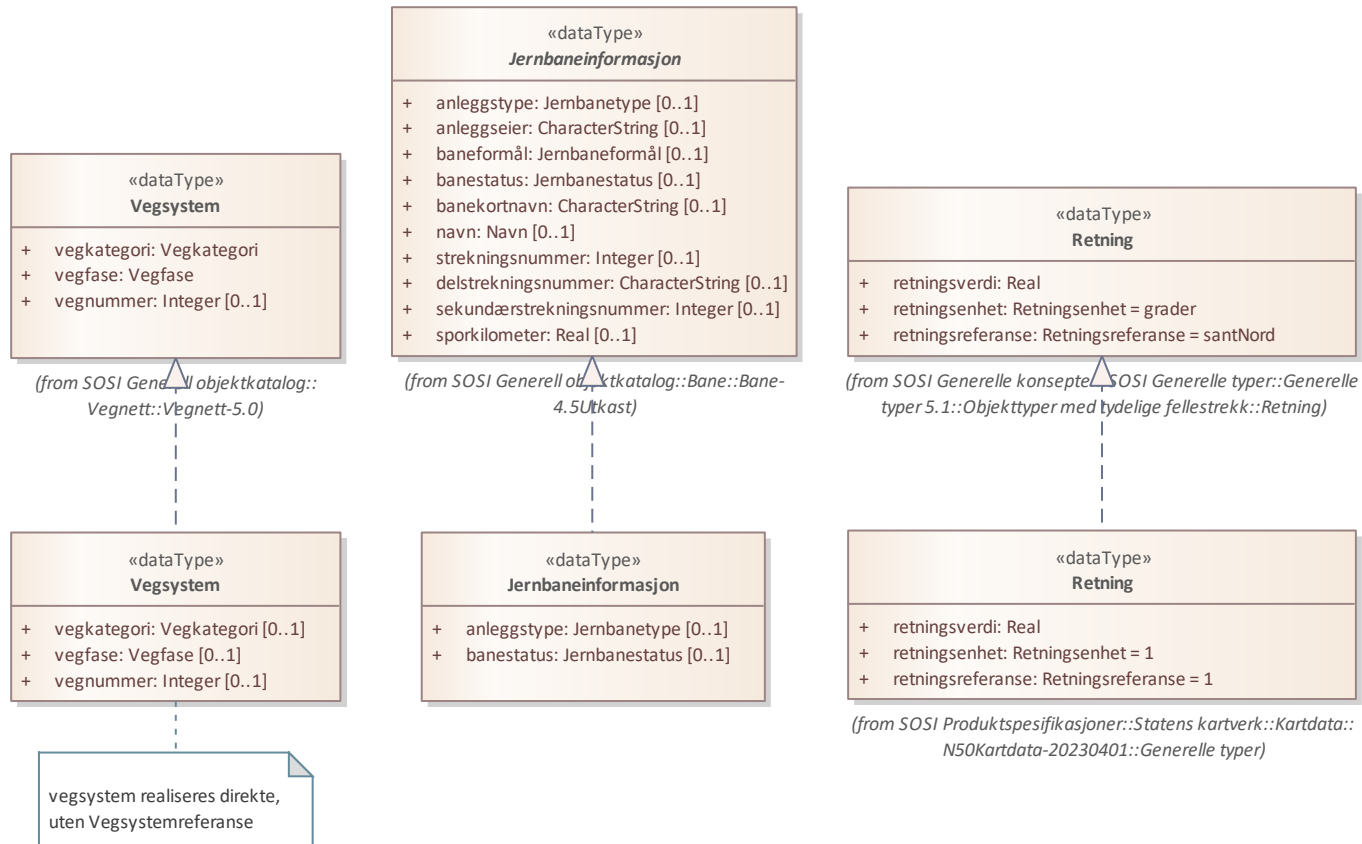 «dataType»
Jernbaneinformasjon
+ anleggstype: Jernbanetype [0..1]
+ anleggseier: CharacterString [0..1]
+ baneformål: Jernbaneformål [0..1]
+ banestatus: Jernbanestatus [0..1]
+ banekortnavn: CharacterString [0..1]
+ navn: Navn [0..1]
+ strekningsnummer: Integer [0..1]
+ delstrekningsnummer: CharacterString [0..1]
+ sekundærstrekningsnummer: Integer [0..1]
+ sporkilometer: Real [0..1]
(from SOSI Generell objektkatalog::Bane::Bane-
4.5Utkast)
«dataType»
Vegsystem
+ vegkategori: Vegkategori
+ vegfase: Vegfase
+ vegnummer: Integer [0..1]
(from SOSI Generell objektkatalog::
Vegnett::Vegnett-5.0)
«dataType»
Retning
+ retningsverdi: Real
+ retningsenhet: Retningsenhet = grader
+ retningsreferanse: Retningsreferanse = santNord
(from SOSI Generelle konsepter::SOSI Generelle typer::Generelle
typer 5.1::Objekttyper med tydelige fellestrekk::Retning)
«dataType»
Vegsystem
+ vegkategori: Vegkategori [0..1]
+ vegfase: Vegfase [0..1]
+ vegnummer: Integer [0..1]
«dataType»
Jernbaneinformasjon
+ anleggstype: Jernbanetype [0..1]
+ banestatus: Jernbanestatus [0..1]
«dataType»
Retning
+ retningsverdi: Real
+ retningsenhet: Retningsenhet = 1
+ retningsreferanse: Retningsreferanse = 1
(from SOSI Produktspesifikasjoner::Statens kartverk::Kartdata::
N50Kartdata-20230401::Generelle typer)
vegsystem realiseres direkte,
uten Vegsystemreferanse